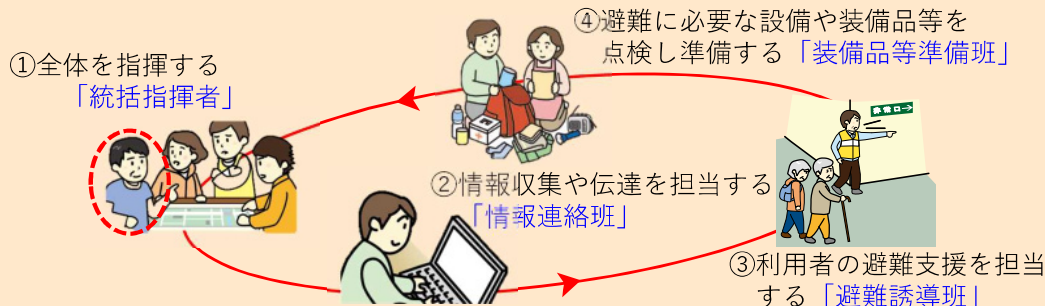 ①全体を指揮する
「統括指揮者」
②情報収集や伝達を担当する
「情報連絡班」
③利用者の避難支援を担当
する「避難誘導班」
④避難に必要な設備や装備品等を
点検し準備する「装備品等準備班」
非常口→